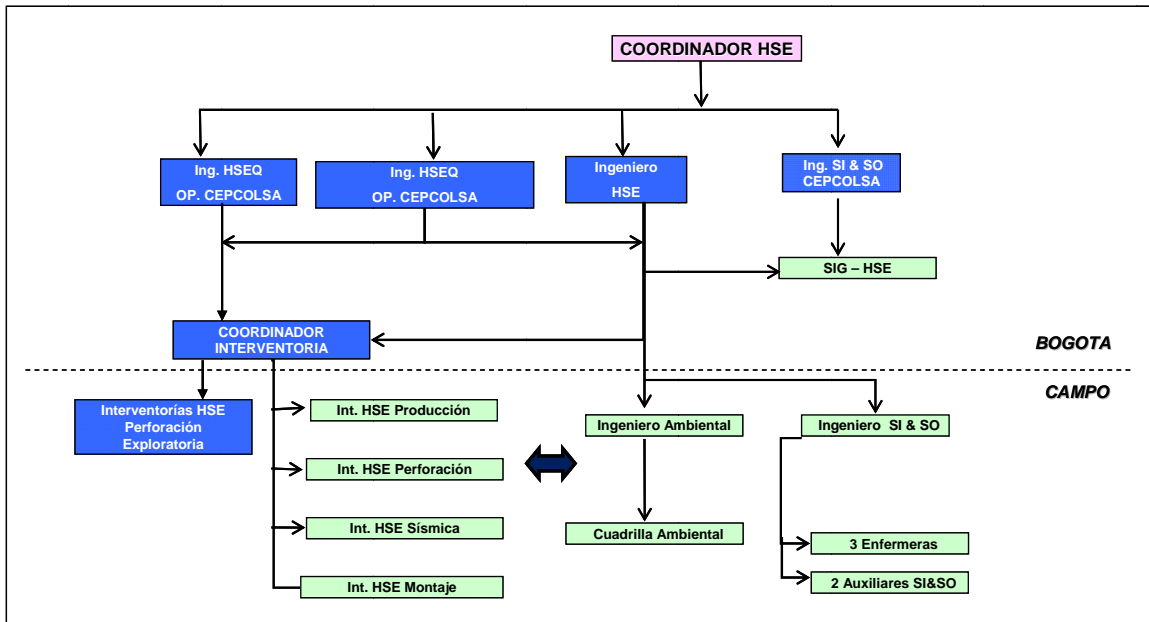 COORDINADOR HSE
Ing. HSEQ
OP. CEPCOLSA
Ing. HSEQ
OP. CEPCOLSA
Ingeniero
HSE
Ing. SI & SO
CEPCOLSA
SIG – HSE
COORDINADOR
INTERVENTORIA
BOGOTA
CAMPO
Interventorías HSE
Perforación
Exploratoria
Int. HSE Producción
Ingeniero Ambiental
Ingeniero SI & SO
Int. HSE Perforación
Int. HSE Sísmica
Cuadrilla Ambiental
3 Enfermeras
Int. HSE Montaje
2 Auxiliares SI&SO